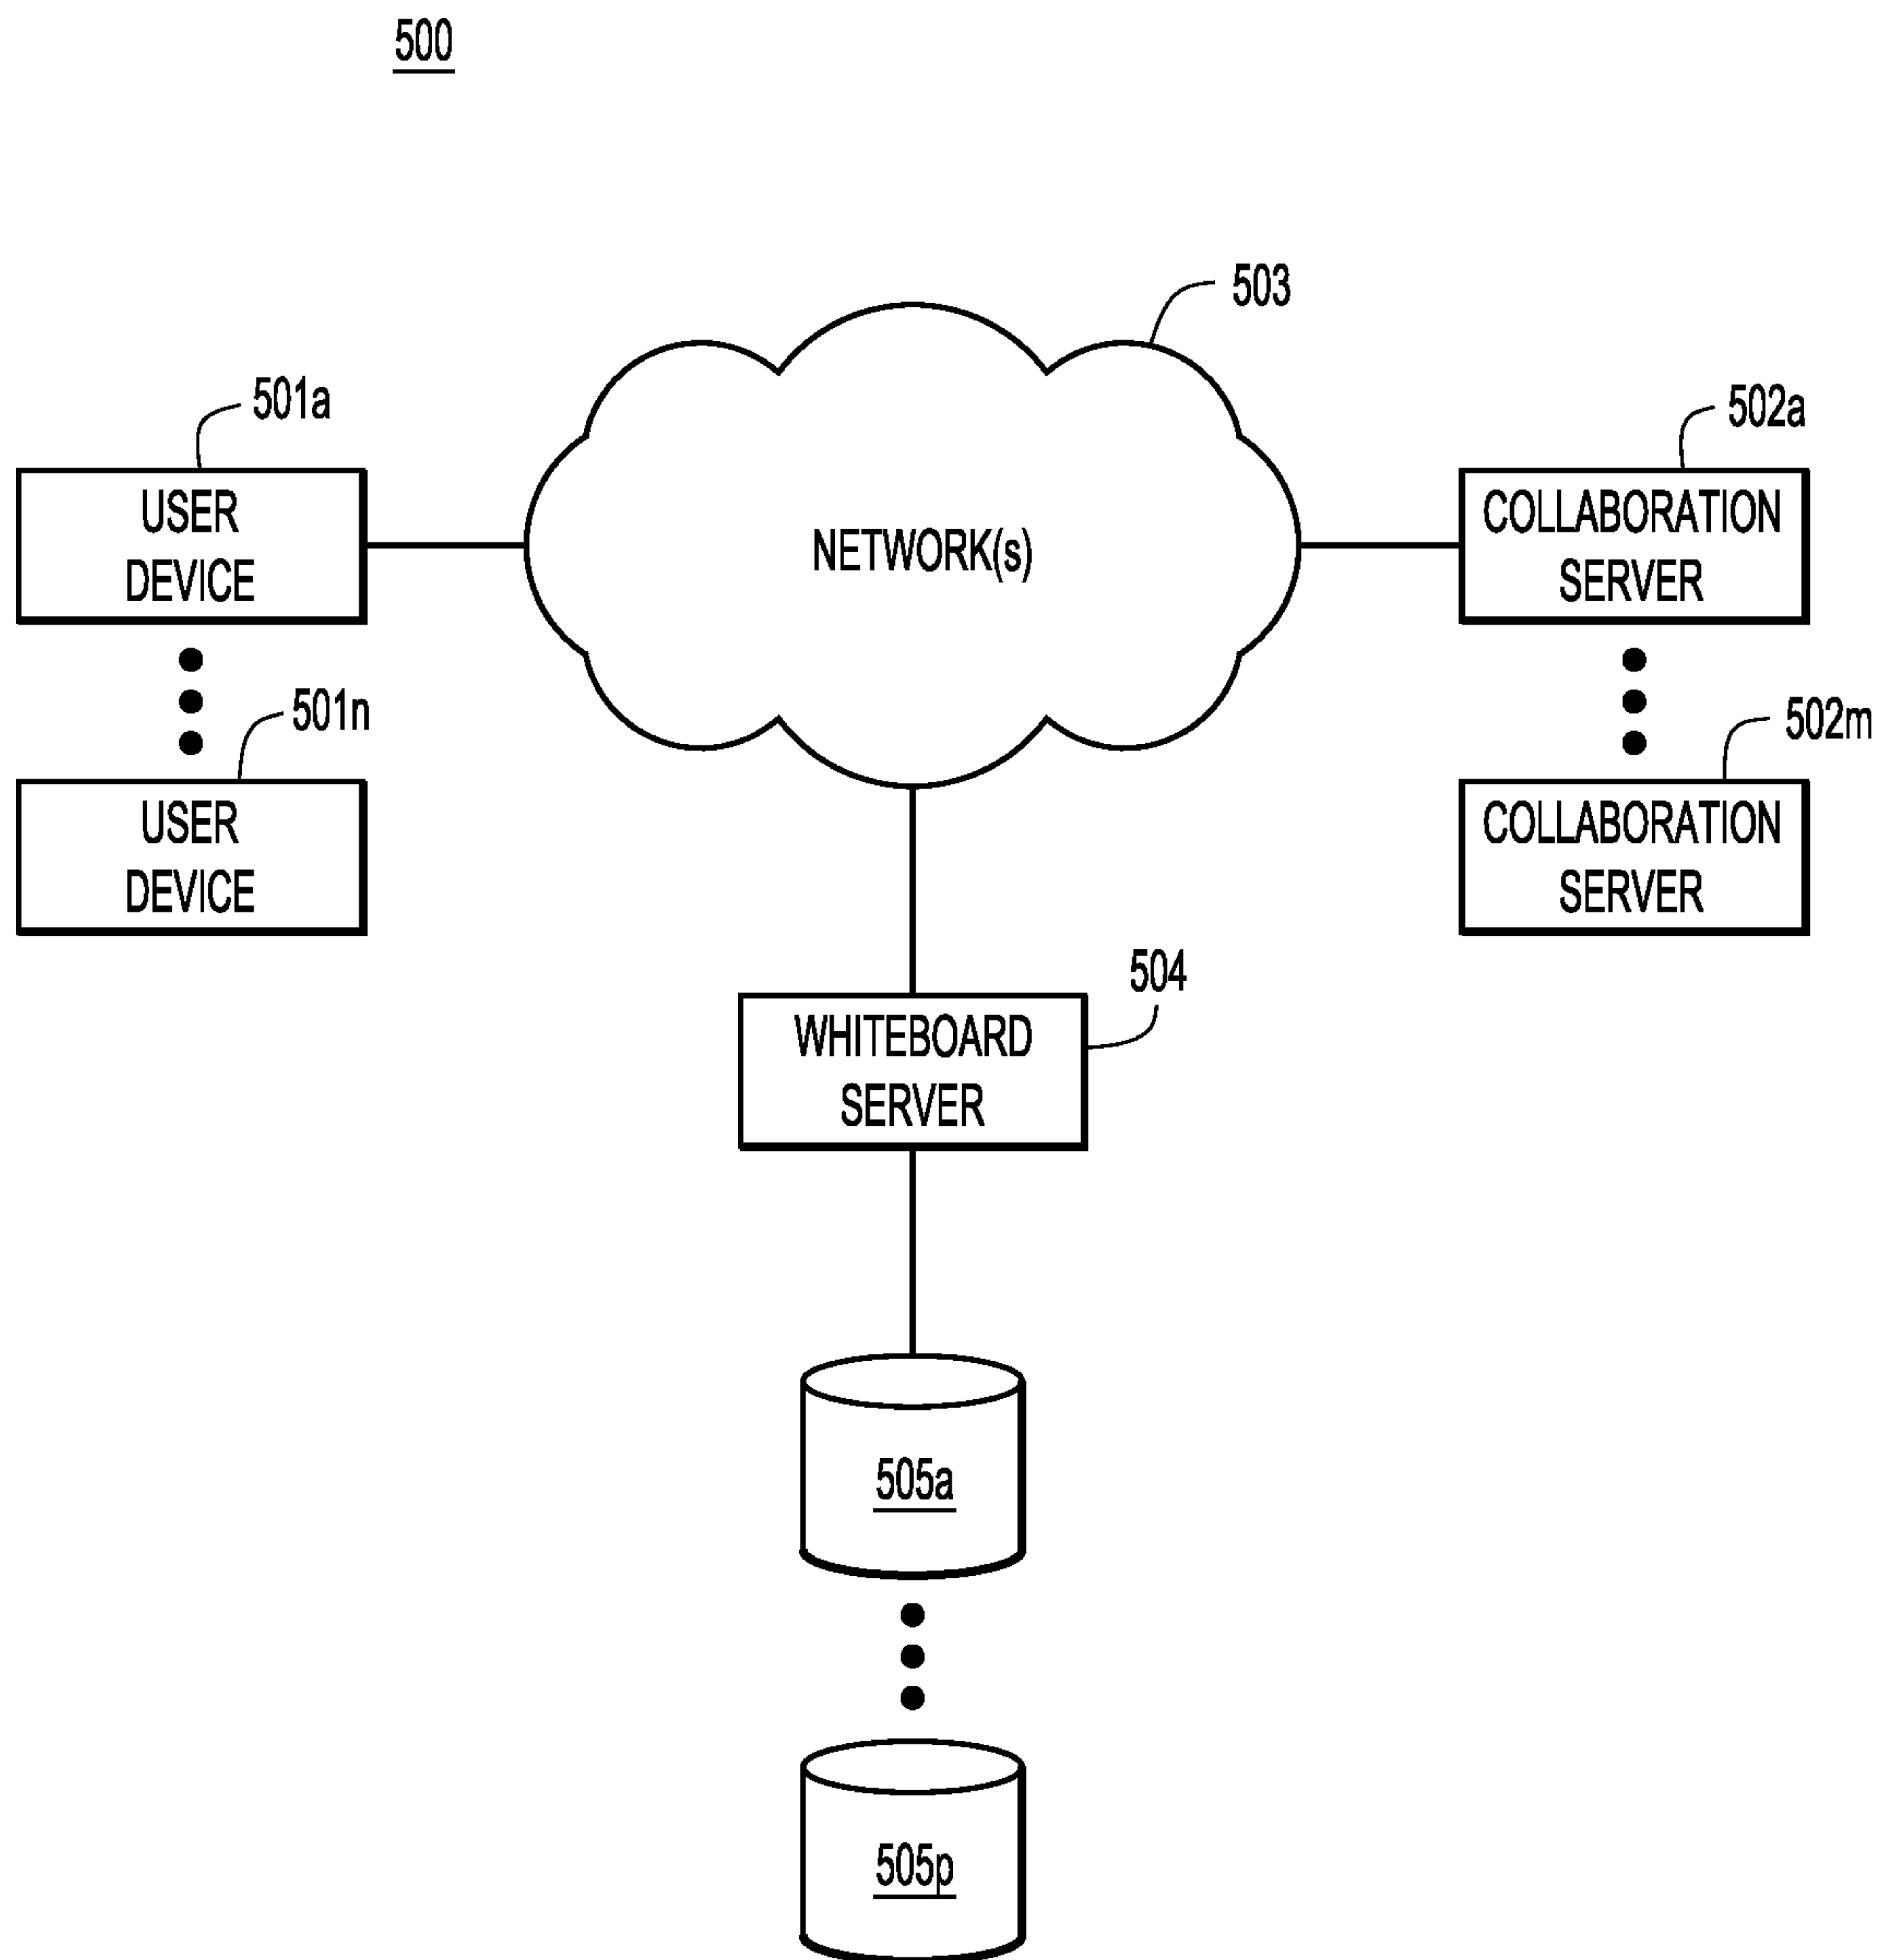 500
503
501a
502a
USER
DEVICE
NETWORK(s)
COLLABORATION
SERVER
501n
502m
USER
DEVICE
COLLABORATION
SERVER
504
WHITEBOARD
SERVER
505a
505p